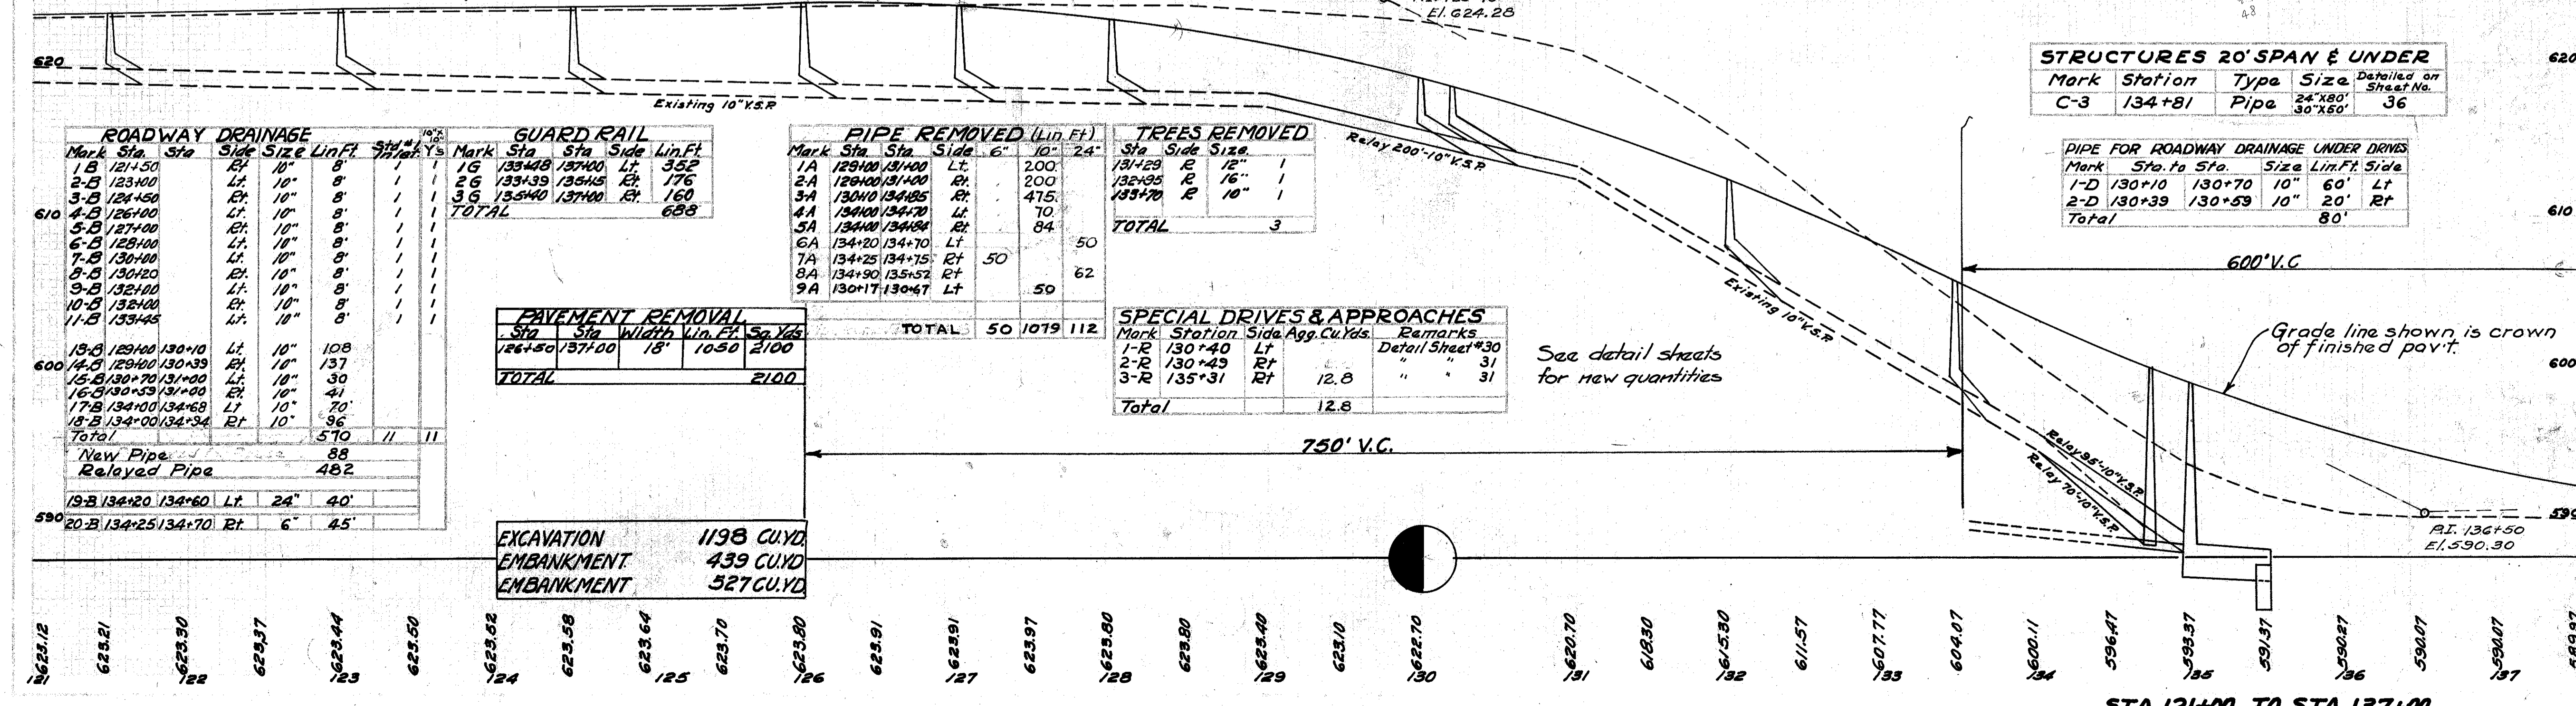 El. 624.28
48
620
620
Existing 10" V.S.P.
STRUCTURES 20' SPAN & UNDER
Mark Station Type Size Detailed on Sheet No.
C-3 134+81 Pipe 24"X80' 30"X50' 36
ROADWAY DRAINAGE
Mark Sta. Sta Side Size Lin Ft. Std.#1 Inlet 10"x10" Y's
1 B 121+50 Rt 10" 8' 1 1
2-B 123+00 Lt. 10" 8' 1 1
3-B 124+50 Rt. 10" 8' 1 1
610 4-B 126+00 Lt. 10" 8' 1 1
5-B 127+00 Rt. 10" 8' 1 1
6-B 128+00 Lt. 10" 8' 1 1
7-B 130+00 Lt. 10" 8' 1 1
8-B 130+20 Rt. 10" 8' 1 1
9-B 132+00 Lt. 10" 8' 1 1
10-B 132+00 Rt. 10" 8' 1 1
11-B 133+45 Lt. 10" 8' 1 1
13-B 129+00 130+10 Lt. 10" 108
600 14-B 129+00 130+39 Rt. 10" 137
15-B 130+70 131+00 Lt. 10" 30
16-B 130+59 131+00 Rt. 10" 41
17-B 134+00 134+68 Lt 10" 70'
18-B 134+00 134+94 Rt 10" 96
Total 570 11 11
New Pipe 88
Relayed Pipe 482
19-B 134+20 134+60 Lt. 24" 40'
590 20-B 134+25 134+70 Rt. 6" 45'
GUARD RAIL
Mark Sta Sta Side Lin.Ft.
1G 133+48 137+00 Lt. 352
2G 133+39 135+15 Rt. 176
3G 135+40 137+00 Rt. 160
TOTAL 688
PIPE REMOVED (Lin. Ft)
Mark Sta. Sta. Side 6" 10" 24"
1A 129+00 131+00 Lt. 200.
2-A 129+00 131+00 Rt. 200
3-A 130+10 134+85 Rt. 475.
4A 134+00 134+70 Lt. 70
5A 134+00 134+84 Rt. 84
6A 134+20 134+70 Lt 50
7A 134+25 134+75 Rt 50
8A 134+90 135+52 Rt 62
9A 130+17 130+67 Lt 50
TOTAL 50 1079 112
TREES REMOVED
Sta Side Size.
131+29 R 12" 1
132+95 R 16" 1
133+70 R 10" 1
TOTAL 3
Relay 200'-10" V.S.P.
PIPE FOR ROADWAY DRAINAGE UNDER DRIVES
Mark Sta. to Sta. Size Lin.Ft. Side
1-D 130+10 130+70 10" 60' Lt
2-D 130+39 130+59 10" 20' Rt
Total 80'
610
600' V.C
PAVEMENT REMOVAL
Sta Sta Width Lin. Ft. Sq. Yds
126+50 137+00 18' 1050 2100
TOTAL 2100
SPECIAL DRIVES & APPROACHES
Mark Station Side Agg. Cu. Yds. Remarks
1-R 130+40 Lt Detail Sheet #30
2-R 130+49 Rt " " 31
3-R 135+31 Rt 12.8 " " 31
Total 12.8
See detail sheets
for new quantities
Existing 10" V.S.P.
Grade line shown is crown
of finished pav't.
600
750' V.C.
Relay 95'-10" V.S.P.
Relay 70'-10" V.S.P.
590
P.I. 136+50
El. 590.30
EXCAVATION 1198 CU.YD.
EMBANKMENT 439 CU.YD
EMBANKMENT 527 CU.YD
623.12 623.21 623.30 623.37 623.44 623.50 623.52 623.58 623.64 623.70 623.80 623.91 623.91 623.97 623.80 623.80 623.40 623.10 622.70 620.70 618.30 615.30 611.57 607.77 604.07 600.11 596.47 593.37 591.37 590.27 590.07 590.07
121 122 123 124 125 126 127 128 129 130 131 132 133 134 135 136 137
STA. 121+00 TO STA. 137+00